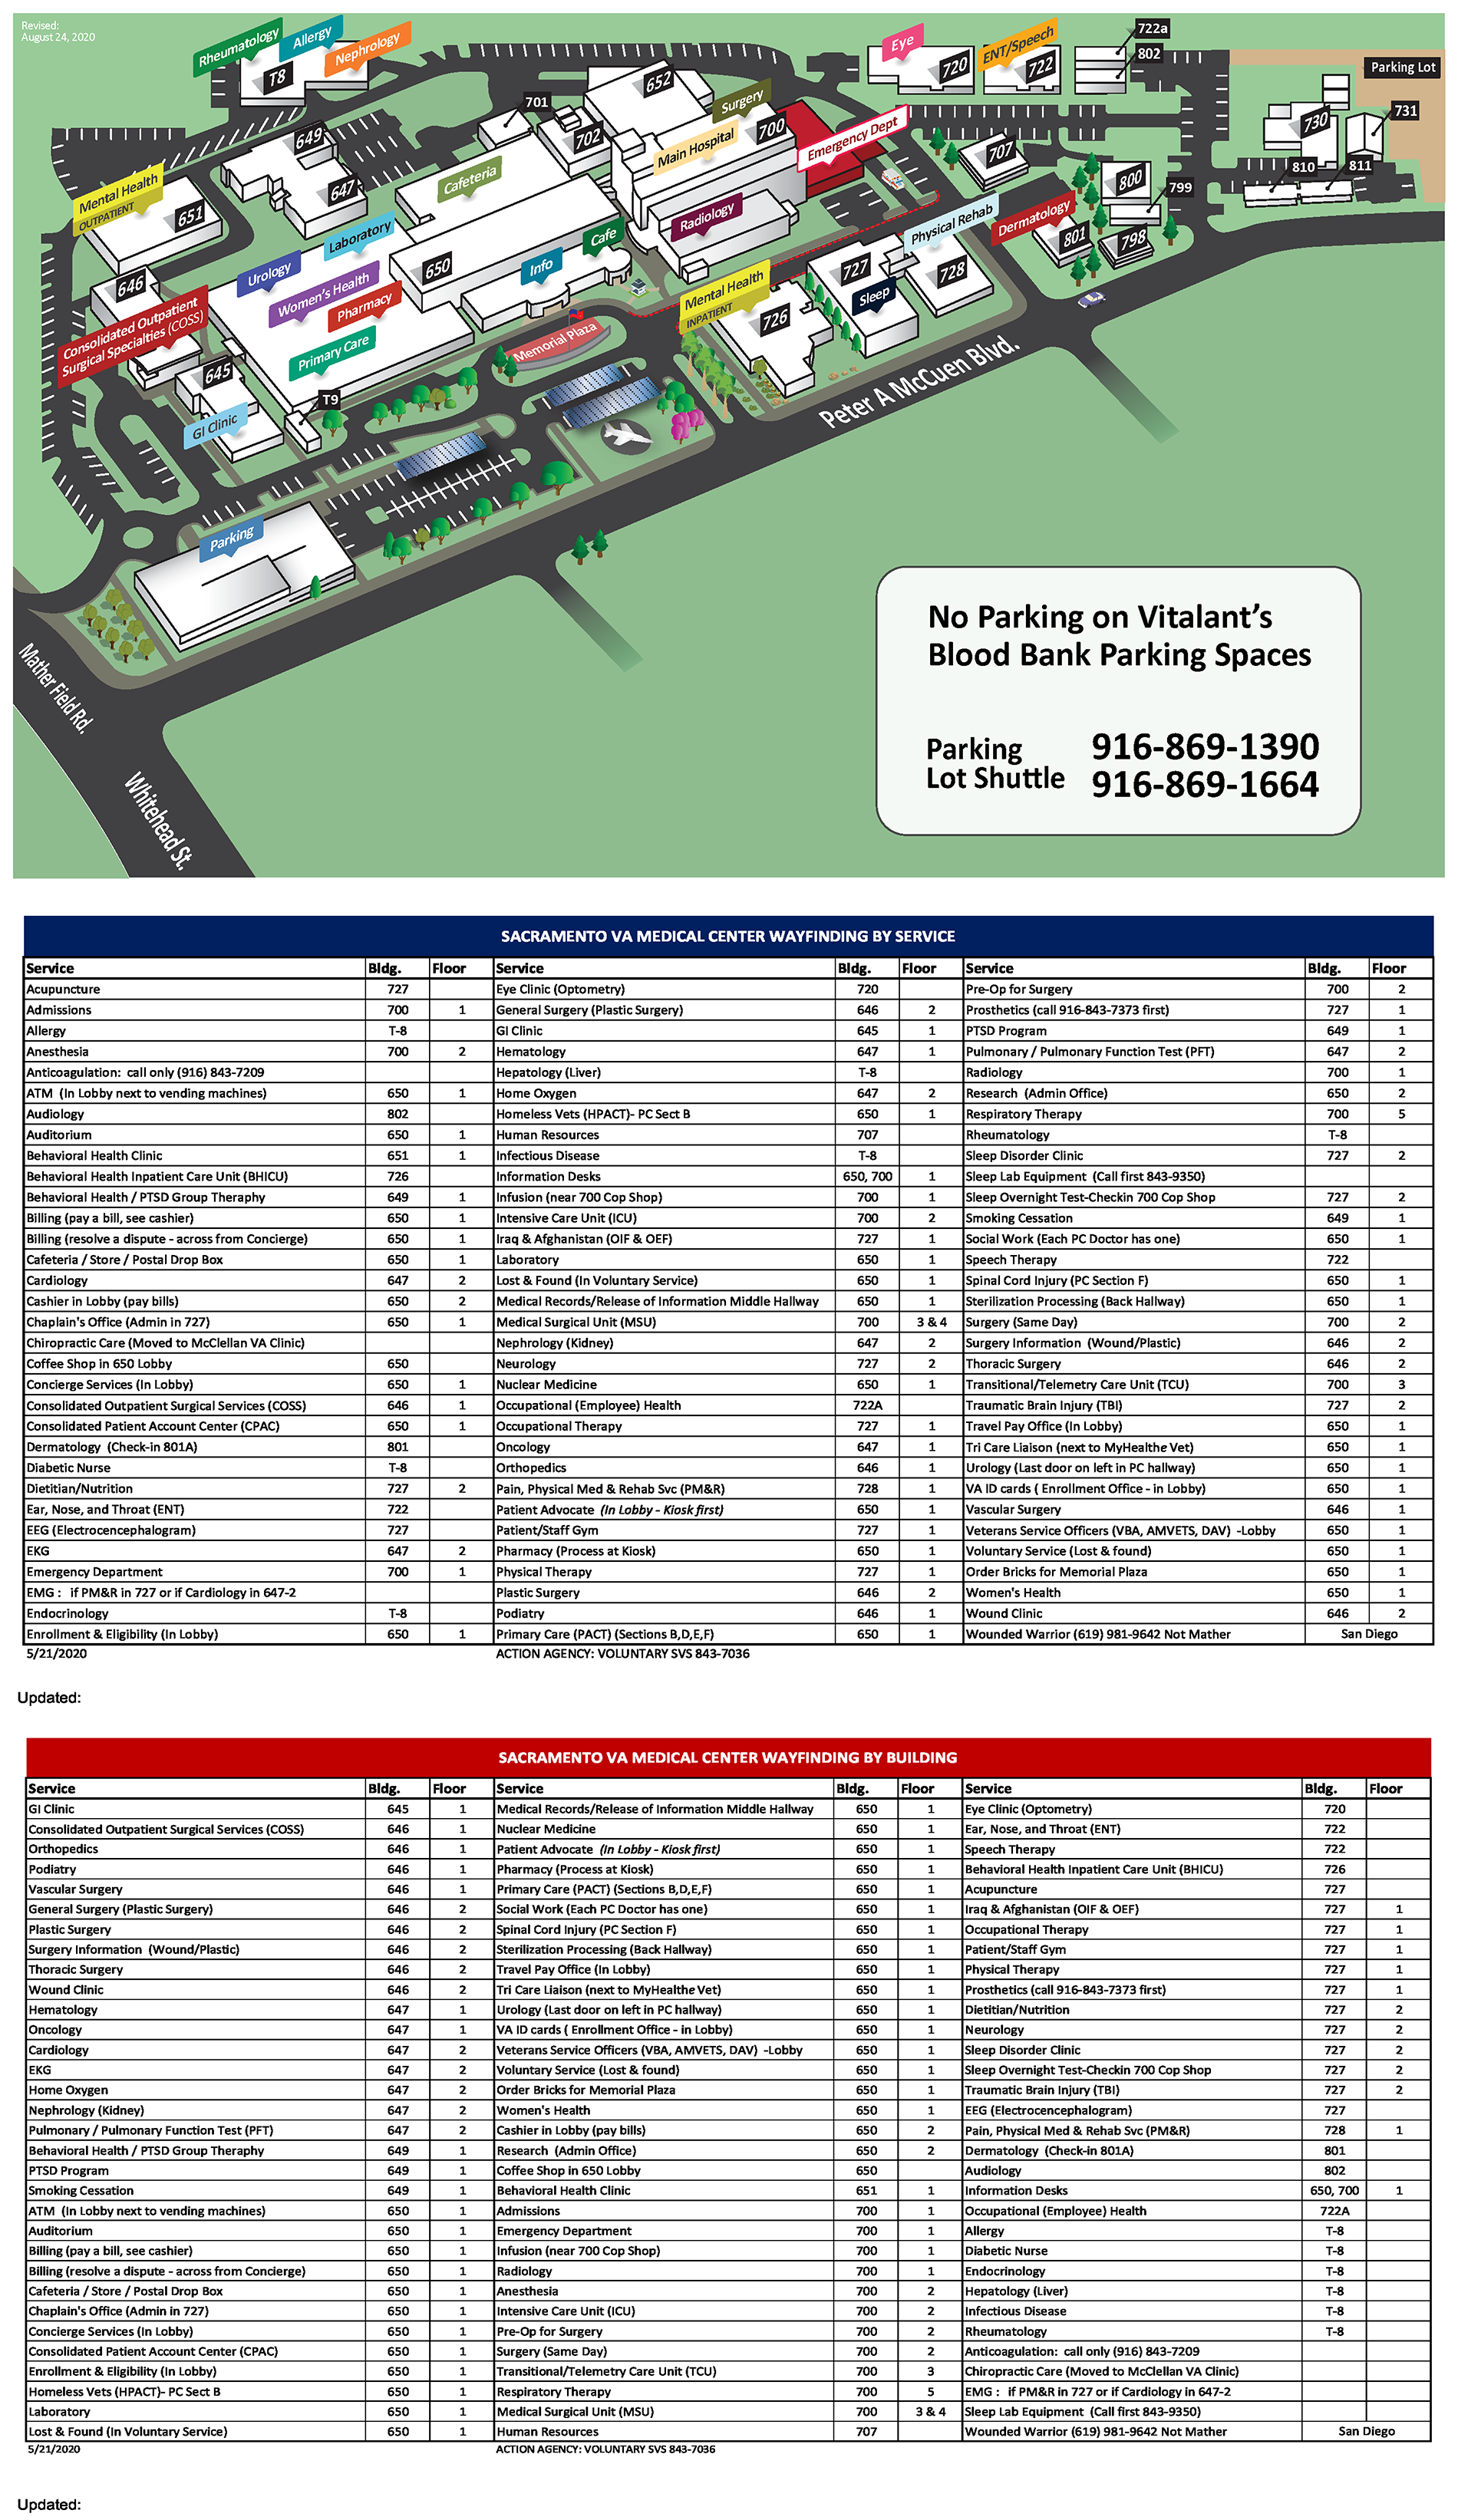 Revised:
August 24, 2020
Rheumatology
Allergy
Nephrology
T8
652
Surgery
700
Main Hospital
Emergency Dept
Eye
720
ENT/Speech
722
722a
802
Parking Lot
701
702
649
647
Cafeteria
Mental Health
OUTPATIENT
651
Laboratory
650
Urology
Women's Health
Pharmacy
Primary Care
Info
Cafe
Radiology
707
730
731
810
811
800
799
Physical Rehab
Dermatology
801
798
727
728
Sleep
Mental Health
INPATIENT
726
646
Consolidated Outpatient
Surgical Specialties (COSS)
645
GI Clinic
T9
Memorial Plaza
Peter A McCuen Blvd.
Parking
Mather Field Rd.
Whitehead St.
No Parking on Vitalant's
Blood Bank Parking Spaces
Parking 916-869-1390
Lot Shuttle 916-869-1664
SACRAMENTO VA MEDICAL CENTER WAYFINDING BY SERVICE
Service Bldg. Floor Service Bldg. Floor Service Bldg. Floor
Acupuncture 727 Eye Clinic (Optometry) 720 Pre-Op for Surgery 700 2
Admissions 700 1 General Surgery (Plastic Surgery) 646 2 Prosthetics (call 916-843-7373 first) 727 1
Allergy T-8 GI Clinic 645 1 PTSD Program 649 1
Anesthesia 700 2 Hematology 647 1 Pulmonary / Pulmonary Function Test (PFT) 647 2
Anticoagulation: call only (916) 843-7209 Hepatology (Liver) T-8 Radiology 700 1
ATM (In Lobby next to vending machines) 650 1 Home Oxygen 647 2 Research (Admin Office) 650 2
Audiology 802 Homeless Vets (HPACT)- PC Sect B 650 1 Respiratory Therapy 700 5
Auditorium 650 1 Human Resources 707 Rheumatology T-8
Behavioral Health Clinic 651 1 Infectious Disease T-8 Sleep Disorder Clinic 727 2
Behavioral Health Inpatient Care Unit (BHICU) 726 Information Desks 650, 700 1 Sleep Lab Equipment (Call first 843-9350)
Behavioral Health / PTSD Group Theraphy 649 1 Infusion (near 700 Cop Shop) 700 1 Sleep Overnight Test-Checkin 700 Cop Shop 727 2
Billing (pay a bill, see cashier) 650 1 Intensive Care Unit (ICU) 700 2 Smoking Cessation 649 1
Billing (resolve a dispute - across from Concierge) 650 1 Iraq & Afghanistan (OIF & OEF) 727 1 Social Work (Each PC Doctor has one) 650 1
Cafeteria / Store / Postal Drop Box 650 1 Laboratory 650 1 Speech Therapy 722
Cardiology 647 2 Lost & Found (In Voluntary Service) 650 1 Spinal Cord Injury (PC Section F) 650 1
Cashier in Lobby (pay bills) 650 2 Medical Records/Release of Information Middle Hallway 650 1 Sterilization Processing (Back Hallway) 650 1
Chaplain's Office (Admin in 727) 650 1 Medical Surgical Unit (MSU) 700 3 & 4 Surgery (Same Day) 700 2
Chiropractic Care (Moved to McClellan VA Clinic) Nephrology (Kidney) 647 2 Surgery Information (Wound/Plastic) 646 2
Coffee Shop in 650 Lobby 650 Neurology 727 2 Thoracic Surgery 646 2
Concierge Services (In Lobby) 650 1 Nuclear Medicine 650 1 Transitional/Telemetry Care Unit (TCU) 700 3
Consolidated Outpatient Surgical Services (COSS) 646 1 Occupational (Employee) Health 722A Traumatic Brain Injury (TBI) 727 2
Consolidated Patient Account Center (CPAC) 650 1 Occupational Therapy 727 1 Travel Pay Office (In Lobby) 650 1
Dermatology (Check-in 801A) 801 Oncology 647 1 Tri Care Liaison (next to MyHealthe Vet) 650 1
Diabetic Nurse T-8 Orthopedics 646 1 Urology (Last door on left in PC hallway) 650 1
Dietitian/Nutrition 727 2 Pain, Physical Med & Rehab Svc (PM&R) 728 1 VA ID cards ( Enrollment Office - in Lobby) 650 1
Ear, Nose, and Throat (ENT) 722 Patient Advocate (In Lobby - Kiosk first) 650 1 Vascular Surgery 646 1
EEG (Electrocencephalogram) 727 Patient/Staff Gym 727 1 Veterans Service Officers (VBA, AMVETS, DAV) -Lobby 650 1
EKG 647 2 Pharmacy (Process at Kiosk) 650 1 Voluntary Service (Lost & found) 650 1
Emergency Department 700 1 Physical Therapy 727 1 Order Bricks for Memorial Plaza 650 1
EMG : if PM&R in 727 or if Cardiology in 647-2 Plastic Surgery 646 2 Women's Health 650 1
Endocrinology T-8 Podiatry 646 1 Wound Clinic 646 2
Enrollment & Eligibility (In Lobby) 650 1 Primary Care (PACT) (Sections B,D,E,F) 650 1 Wounded Warrior (619) 981-9642 Not Mather San Diego
5/21/2020 ACTION AGENCY: VOLUNTARY SVS 843-7036
Updated:
SACRAMENTO VA MEDICAL CENTER WAYFINDING BY BUILDING
Service Bldg. Floor Service Bldg. Floor Service Bldg. Floor
GI Clinic 645 1 Medical Records/Release of Information Middle Hallway 650 1 Eye Clinic (Optometry) 720
Consolidated Outpatient Surgical Services (COSS) 646 1 Nuclear Medicine 650 1 Ear, Nose, and Throat (ENT) 722
Orthopedics 646 1 Patient Advocate (In Lobby - Kiosk first) 650 1 Speech Therapy 722
Podiatry 646 1 Pharmacy (Process at Kiosk) 650 1 Behavioral Health Inpatient Care Unit (BHICU) 726
Vascular Surgery 646 1 Primary Care (PACT) (Sections B,D,E,F) 650 1 Acupuncture 727
General Surgery (Plastic Surgery) 646 2 Social Work (Each PC Doctor has one) 650 1 Iraq & Afghanistan (OIF & OEF) 727 1
Plastic Surgery 646 2 Spinal Cord Injury (PC Section F) 650 1 Occupational Therapy 727 1
Surgery Information (Wound/Plastic) 646 2 Sterilization Processing (Back Hallway) 650 1 Patient/Staff Gym 727 1
Thoracic Surgery 646 2 Travel Pay Office (In Lobby) 650 1 Physical Therapy 727 1
Wound Clinic 646 2 Tri Care Liaison (next to MyHealthe Vet) 650 1 Prosthetics (call 916-843-7373 first) 727 1
Hematology 647 1 Urology (Last door on left in PC hallway) 650 1 Dietitian/Nutrition 727 2
Oncology 647 1 VA ID cards ( Enrollment Office - in Lobby) 650 1 Neurology 727 2
Cardiology 647 2 Veterans Service Officers (VBA, AMVETS, DAV) -Lobby 650 1 Sleep Disorder Clinic 727 2
EKG 647 2 Voluntary Service (Lost & found) 650 1 Sleep Overnight Test-Checkin 700 Cop Shop 727 2
Home Oxygen 647 2 Order Bricks for Memorial Plaza 650 1 Traumatic Brain Injury (TBI) 727 2
Nephrology (Kidney) 647 2 Women's Health 650 1 EEG (Electrocencephalogram) 727
Pulmonary / Pulmonary Function Test (PFT) 647 2 Cashier in Lobby (pay bills) 650 2 Pain, Physical Med & Rehab Svc (PM&R) 728 1
Behavioral Health / PTSD Group Theraphy 649 1 Research (Admin Office) 650 2 Dermatology (Check-in 801A) 801
PTSD Program 649 1 Coffee Shop in 650 Lobby 650 Audiology 802
Smoking Cessation 649 1 Behavioral Health Clinic 651 1 Information Desks 650, 700 1
ATM (In Lobby next to vending machines) 650 1 Admissions 700 1 Occupational (Employee) Health 722A
Auditorium 650 1 Emergency Department 700 1 Allergy T-8
Billing (pay a bill, see cashier) 650 1 Infusion (near 700 Cop Shop) 700 1 Diabetic Nurse T-8
Billing (resolve a dispute - across from Concierge) 650 1 Radiology 700 1 Endocrinology T-8
Cafeteria / Store / Postal Drop Box 650 1 Anesthesia 700 2 Hepatology (Liver) T-8
Chaplain's Office (Admin in 727) 650 1 Intensive Care Unit (ICU) 700 2 Infectious Disease T-8
Concierge Services (In Lobby) 650 1 Pre-Op for Surgery 700 2 Rheumatology T-8
Consolidated Patient Account Center (CPAC) 650 1 Surgery (Same Day) 700 2 Anticoagulation: call only (916) 843-7209
Enrollment & Eligibility (In Lobby) 650 1 Transitional/Telemetry Care Unit (TCU) 700 3 Chiropractic Care (Moved to McClellan VA Clinic)
Homeless Vets (HPACT)- PC Sect B 650 1 Respiratory Therapy 700 5 EMG : if PM&R in 727 or if Cardiology in 647-2
Laboratory 650 1 Medical Surgical Unit (MSU) 700 3 & 4 Sleep Lab Equipment (Call first 843-9350)
Lost & Found (In Voluntary Service) 650 1 Human Resources 707 Wounded Warrior (619) 981-9642 Not Mather San Diego
5/21/2020 ACTION AGENCY: VOLUNTARY SVS 843-7036
Updated: